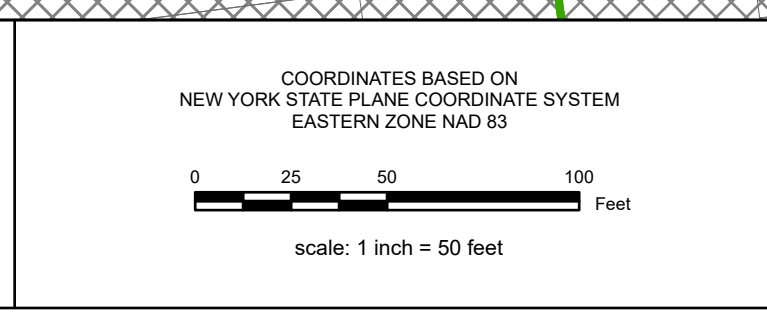 COORDINATES BASED ON
NEW YORK STATE PLANE COORDINATE SYSTEM
EASTERN ZONE NAD 83
0 25 50 100
Feet
scale: 1 inch = 50 feet